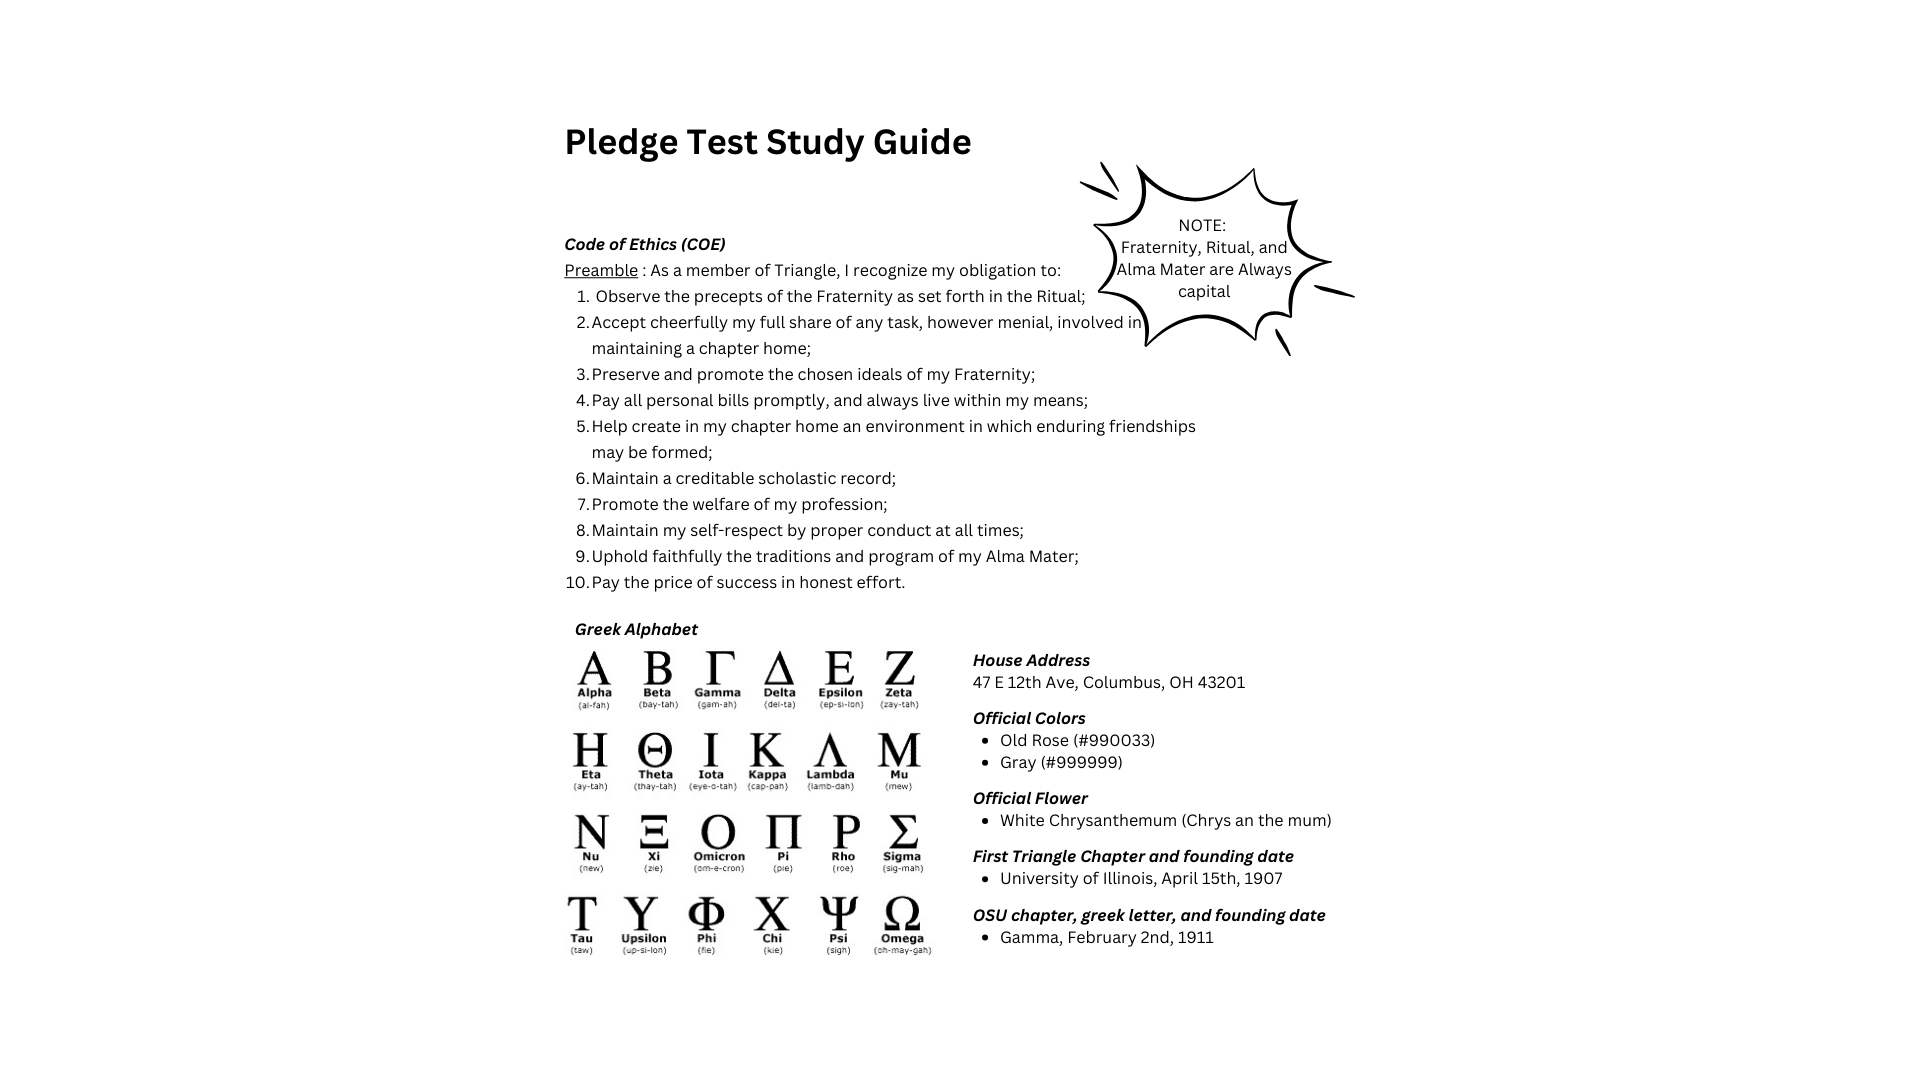 Pledge Test Study Guide
NOTE:
Fraternity, Ritual, and
Alma Mater are Always
capital
Code of Ethics (COE)
Preamble : As a member of Triangle, I recognize my obligation to:
1. Observe the precepts of the Fraternity as set forth in the Ritual;
2. Accept cheerfully my full share of any task, however menial, involved in
maintaining a chapter home;
3. Preserve and promote the chosen ideals of my Fraternity;
4. Pay all personal bills promptly, and always live within my means;
5. Help create in my chapter home an environment in which enduring friendships
may be formed;
6. Maintain a creditable scholastic record;
7. Promote the welfare of my profession;
8. Maintain my self-respect by proper conduct at all times;
9. Uphold faithfully the traditions and program of my Alma Mater;
10. Pay the price of success in honest effort.
Greek Alphabet
Α Β Γ Δ Ε Ζ
Alpha Beta Gamma Delta Epsilon Zeta
(al-fah) (bay-tah) (gam-ah) (del-ta) (ep-si-lon) (zay-tah)
Η Θ Ι Κ Λ Μ
Eta Theta Iota Kappa Lambda Mu
(ay-tah) (thay-tah) (eye-o-tah) (cap-pah) (lamb-dah) (mew)
Ν Ξ Ο Π Ρ Σ
Nu Xi Omicron Pi Rho Sigma
(new) (zie) (om-e-cron) (pie) (roe) (sig-mah)
Τ Υ Φ Χ Ψ Ω
Tau Upsilon Phi Chi Psi Omega
(taw) (up-si-lon) (fie) (kie) (sigh) (oh-may-gah)
House Address
47 E 12th Ave, Columbus, OH 43201
Official Colors
• Old Rose (#990033)
• Gray (#999999)
Official Flower
• White Chrysanthemum (Chrys an the mum)
First Triangle Chapter and founding date
• University of Illinois, April 15th, 1907
OSU chapter, greek letter, and founding date
• Gamma, February 2nd, 1911